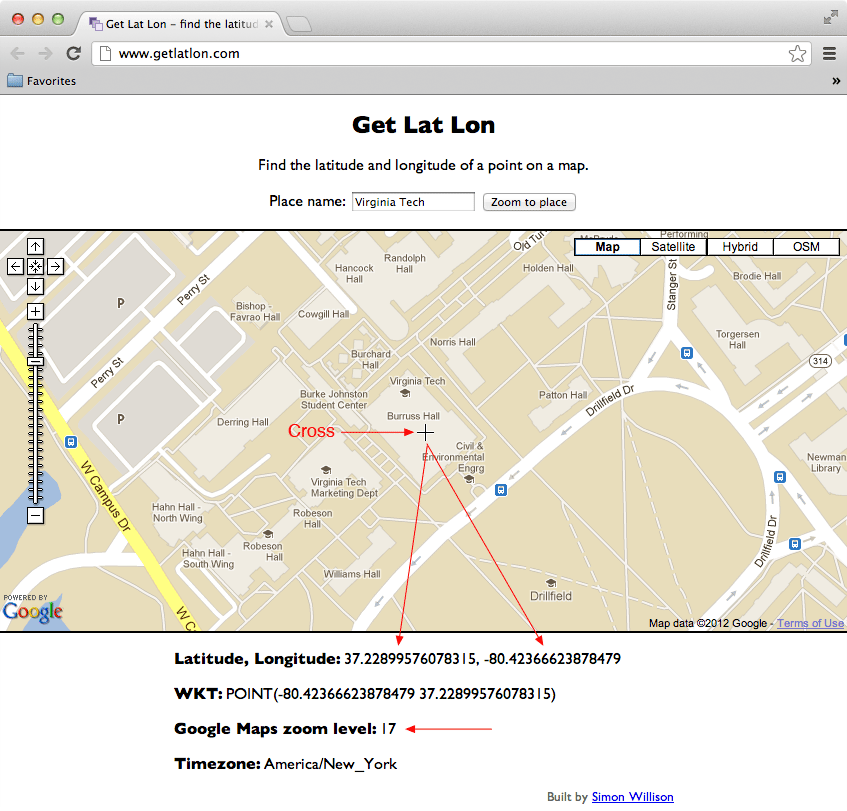 Get Lat Lon – find the latitud
www.getlatlon.com
Favorites
»
Get Lat Lon
Find the latitude and longitude of a point on a map.
Place name: Virginia Tech Zoom to place
Map Satellite Hybrid OSM
Performing
Old Tur
Randolph
Hall
Hancock
Hall
Holden Hall
Stanger St
Brodie Hall
P
Perry St
Bishop -
Favrao Hall
Cowgill Hall
Norris Hall
Torgersen
Hall
314
Burchard
Hall
Perry St
Virginia Tech
Burke Johnston
Student Center
Patton Hall
Drillfield Dr
P
Derring Hall
Burruss Hall
Cross
Civil &
Environmental
Engrg
Newman
Library
W Campus Dr
Virginia Tech
Marketing Dept
Hahn Hall -
North Wing
Robeson
Hall
Robeson
Hall
Drillfield Dr
Hahn Hall -
South Wing
Williams Hall
Drillfield
W C
POWERED BY
Google
Map data ©2012 Google - Terms of Use
Latitude, Longitude: 37.22899576078315, -80.42366623878479
WKT: POINT(-80.42366623878479 37.22899576078315)
Google Maps zoom level: 17
Timezone: America/New_York
Built by Simon Willison